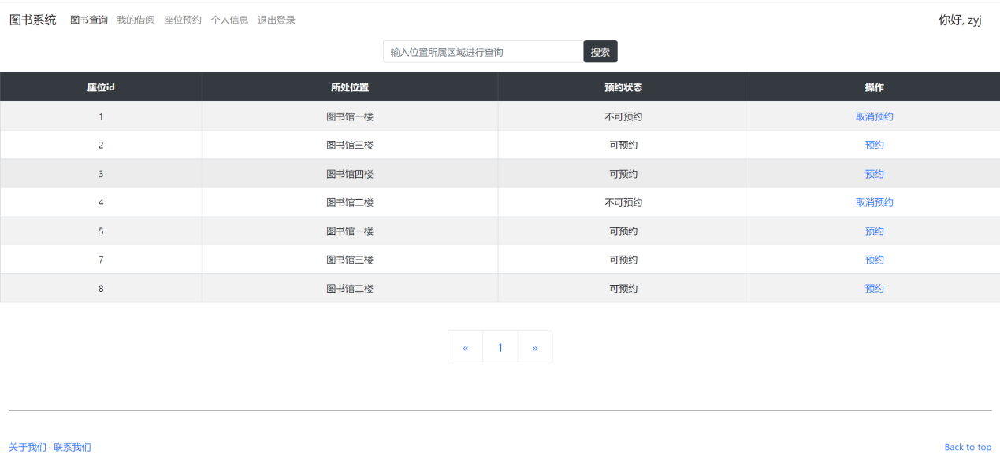 图书系统 图书查询 我的借阅 座位预约 个人信息 退出登录 你好, zyj
输入位置所属区域进行查询 搜索
座位id 所处位置 预约状态 操作
1 图书馆一楼 不可预约 取消预约
2 图书馆三楼 可预约 预约
3 图书馆四楼 可预约 预约
4 图书馆二楼 不可预约 取消预约
5 图书馆一楼 可预约 预约
7 图书馆三楼 可预约 预约
8 图书馆二楼 可预约 预约
« 1 »
关于我们 · 联系我们 Back to top